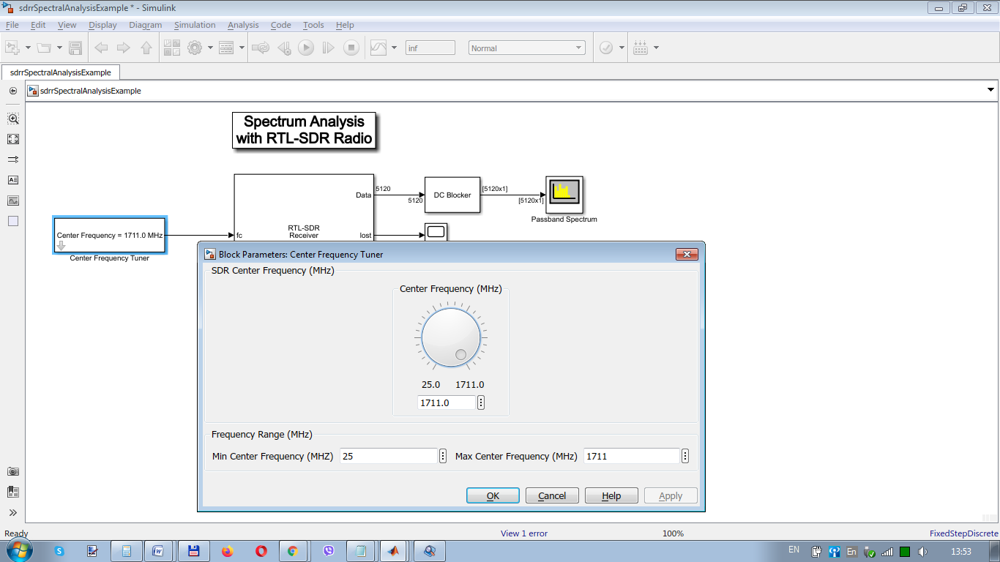 sdrrSpectralAnalysisExample * - Simulink
File Edit View Display Diagram Simulation Analysis Code Tools Help
inf Normal
sdrrSpectralAnalysisExample
sdrrSpectralAnalysisExample
Spectrum Analysis
with RTL-SDR Radio
Data 5120 5120 DC Blocker [5120x1] [5120x1]
Passband Spectrum
Center Frequency = 1711.0 MHz fc RTL-SDR
Receiver lost
Center Frequency Tuner
Block Parameters: Center Frequency Tuner
SDR Center Frequency (MHz)
Center Frequency (MHz)
25.0 1711.0
1711.0
Frequency Range (MHz)
Min Center Frequency (MHZ) 25 Max Center Frequency (MHz) 1711
OK Cancel Help Apply
Ready View 1 error 100% FixedStepDiscrete
EN En 13:53